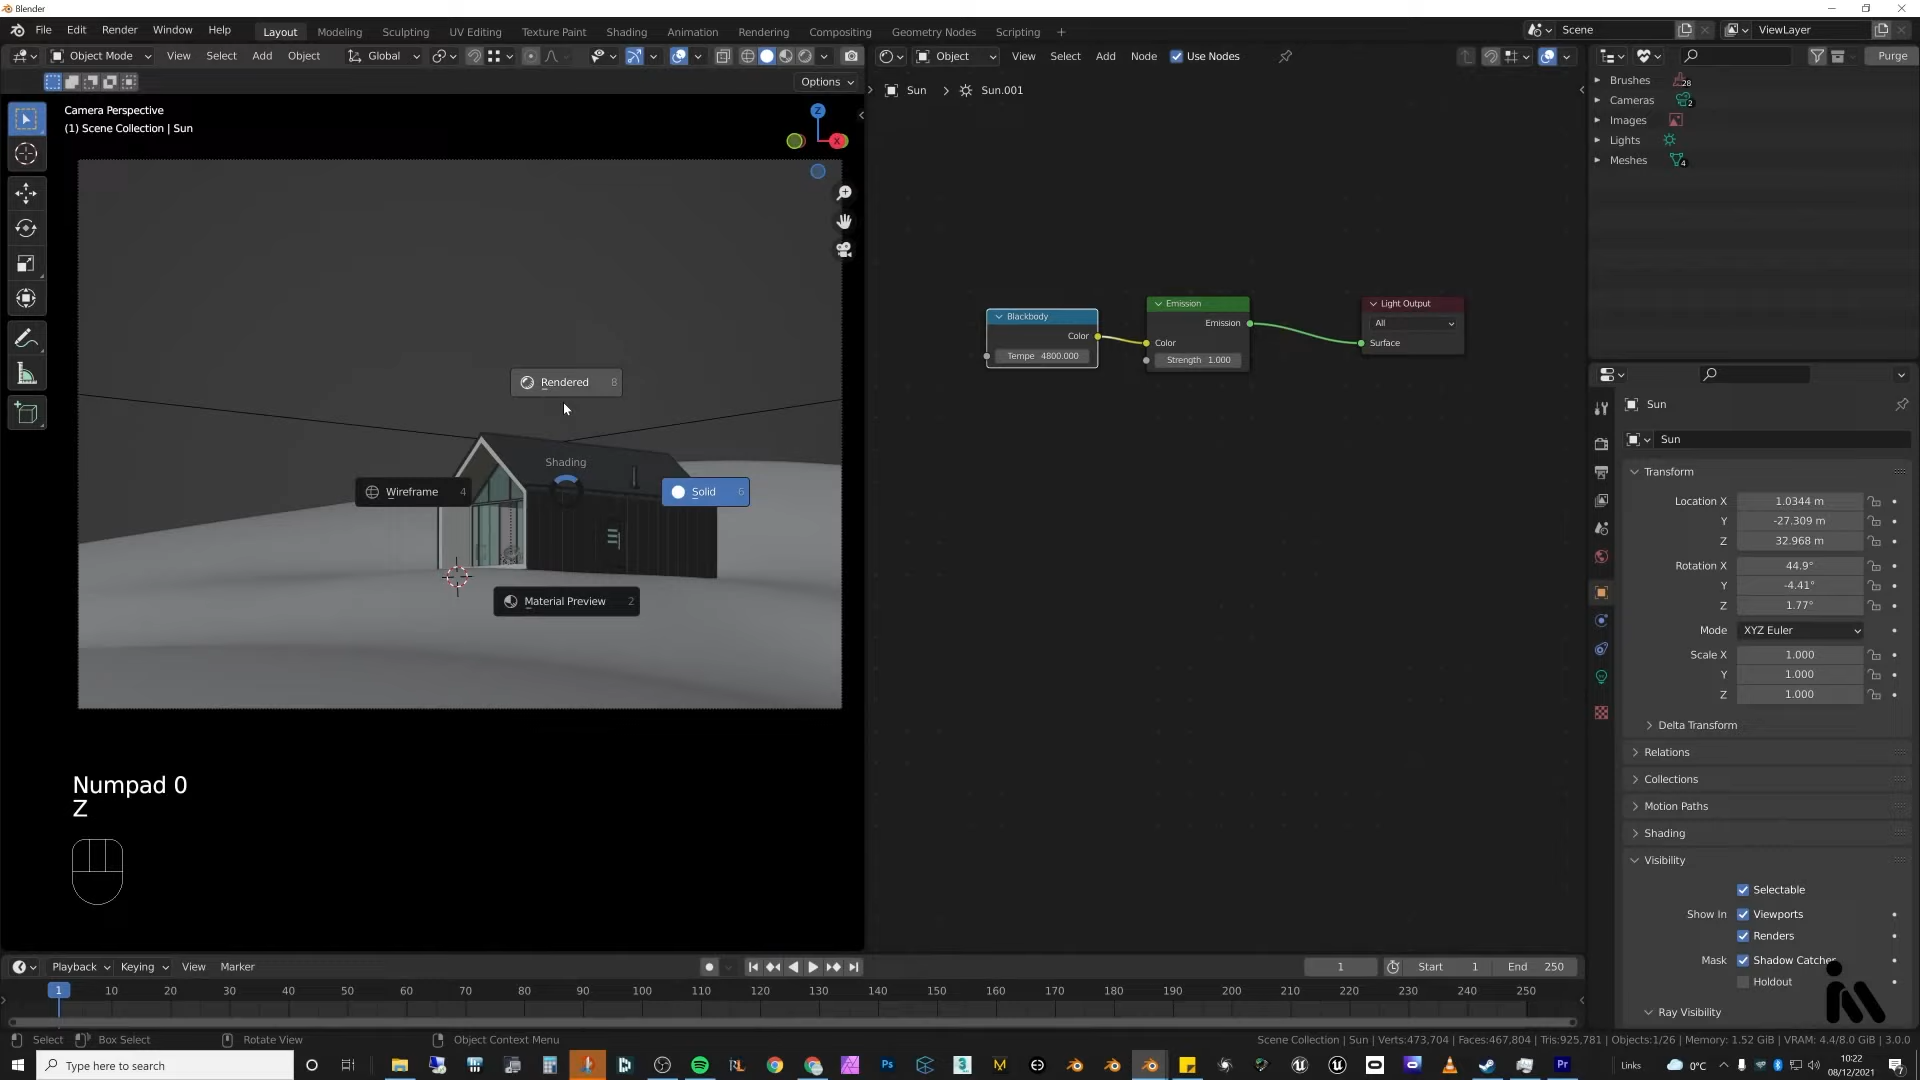 Blender
File Edit Render Window Help Layout Modeling Sculpting UV Editing Texture Paint Shading Animation Rendering Compositing Geometry Nodes Scripting + Scene ViewLayer
Object Mode View Select Add Object Global Object View Select Add Node Use Nodes Purge
Options
Camera Perspective
(1) Scene Collection | Sun
Z
X
Sun > Sun.001
Brushes 28
Cameras 2
Images
Lights
Meshes 4
Blackbody
Color
Tempe 4800.000
Emission
Emission
Color
Strength 1.000
Light Output
All
Surface
Rendered 8
Shading
Wireframe 4
Solid 6
Material Preview 2
Numpad 0
Z
Sun
Sun
Transform
Location X 1.0344 m
Y -27.309 m
Z 32.968 m
Rotation X 44.9°
Y -4.41°
Z 1.77°
Mode XYZ Euler
Scale X 1.000
Y 1.000
Z 1.000
Delta Transform
Relations
Collections
Motion Paths
Shading
Visibility
Selectable
Show In Viewports
Renders
Mask Shadow Catcher
Holdout
Ray Visibility
Playback Keying View Marker 1 Start 1 End 250
1 10 20 30 40 50 60 70 80 90 100 110 120 130 140 150 160 170 180 190 200 210 220 230 240 250
Select Box Select Rotate View Object Context Menu Scene Collection | Sun | Verts:473,704 | Faces:467,804 | Tris:925,781 | Objects:1/26 | Memory: 1.52 GiB | VRAM: 4.4/8.0 GiB | 3.0.0
Type here to search Ps 3 M Pr Links 0°C 10:22
08/12/2021